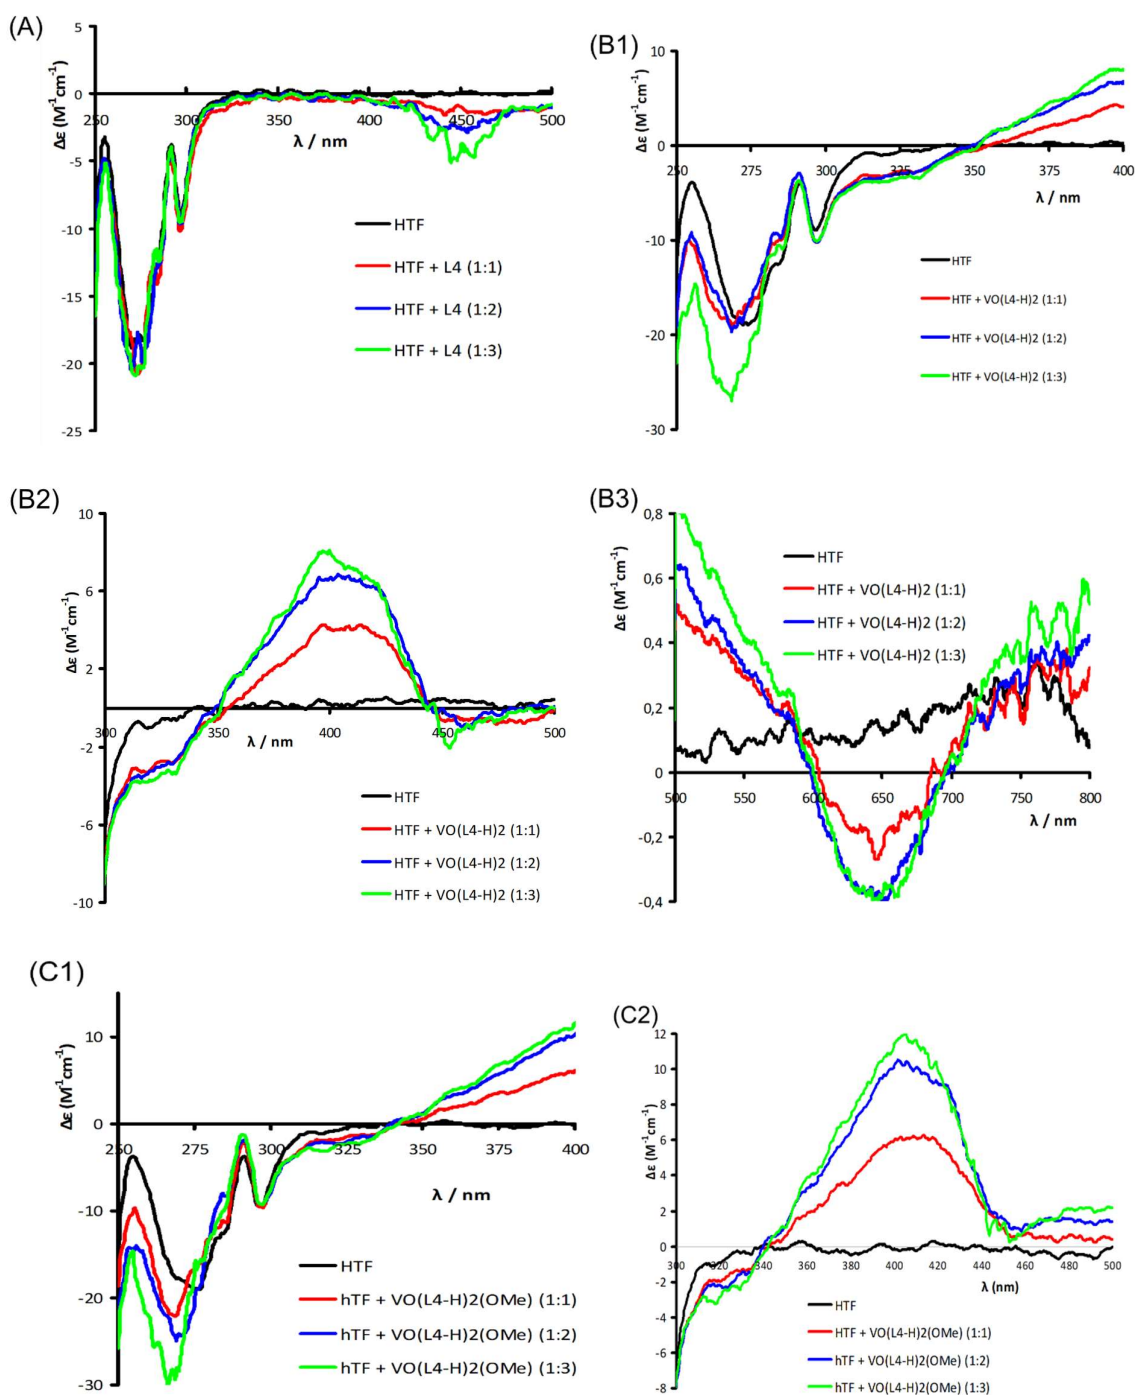 (A)
5
0
-5
-10
-15
-20
-25
Δε (M⁻¹cm⁻¹)
250 300 350 400 450 500
λ / nm
HTF
HTF + L4 (1:1)
HTF + L4 (1:2)
HTF + L4 (1:3)
(B1)
10
0
-10
-20
-30
Δε (M⁻¹cm⁻¹)
250 275 300 325 350 375 400
λ / nm
HTF
HTF + VO(L4-H)2 (1:1)
HTF + VO(L4-H)2 (1:2)
HTF + VO(L4-H)2 (1:3)
(B2)
10
6
2
-2
-6
-10
Δε (M⁻¹cm⁻¹)
300 350 400 450 500
λ / nm
HTF
HTF + VO(L4-H)2 (1:1)
HTF + VO(L4-H)2 (1:2)
HTF + VO(L4-H)2 (1:3)
(B3)
0,8
0,6
0,4
0,2
0
-0,2
-0,4
Δε (M⁻¹cm⁻¹)
500 550 600 650 700 750 800
λ / nm
HTF
HTF + VO(L4-H)2 (1:1)
HTF + VO(L4-H)2 (1:2)
HTF + VO(L4-H)2 (1:3)
(C1)
10
0
-10
-20
-30
Δε (M⁻¹cm⁻¹)
250 275 300 325 350 375 400
λ / nm
HTF
hTF + VO(L4-H)2(OMe) (1:1)
hTF + VO(L4-H)2(OMe) (1:2)
hTF + VO(L4-H)2(OMe) (1:3)
(C2)
12
10
8
6
4
2
0
-2
-4
-6
-8
Δε (M⁻¹cm⁻¹)
300 320 340 360 380 400 420 440 460 480 500
λ (nm)
HTF
HTF + VO(L4-H)2(OMe) (1:1)
hTF + VO(L4-H)2(OMe) (1:2)
hTF + VO(L4-H)2(OMe) (1:3)